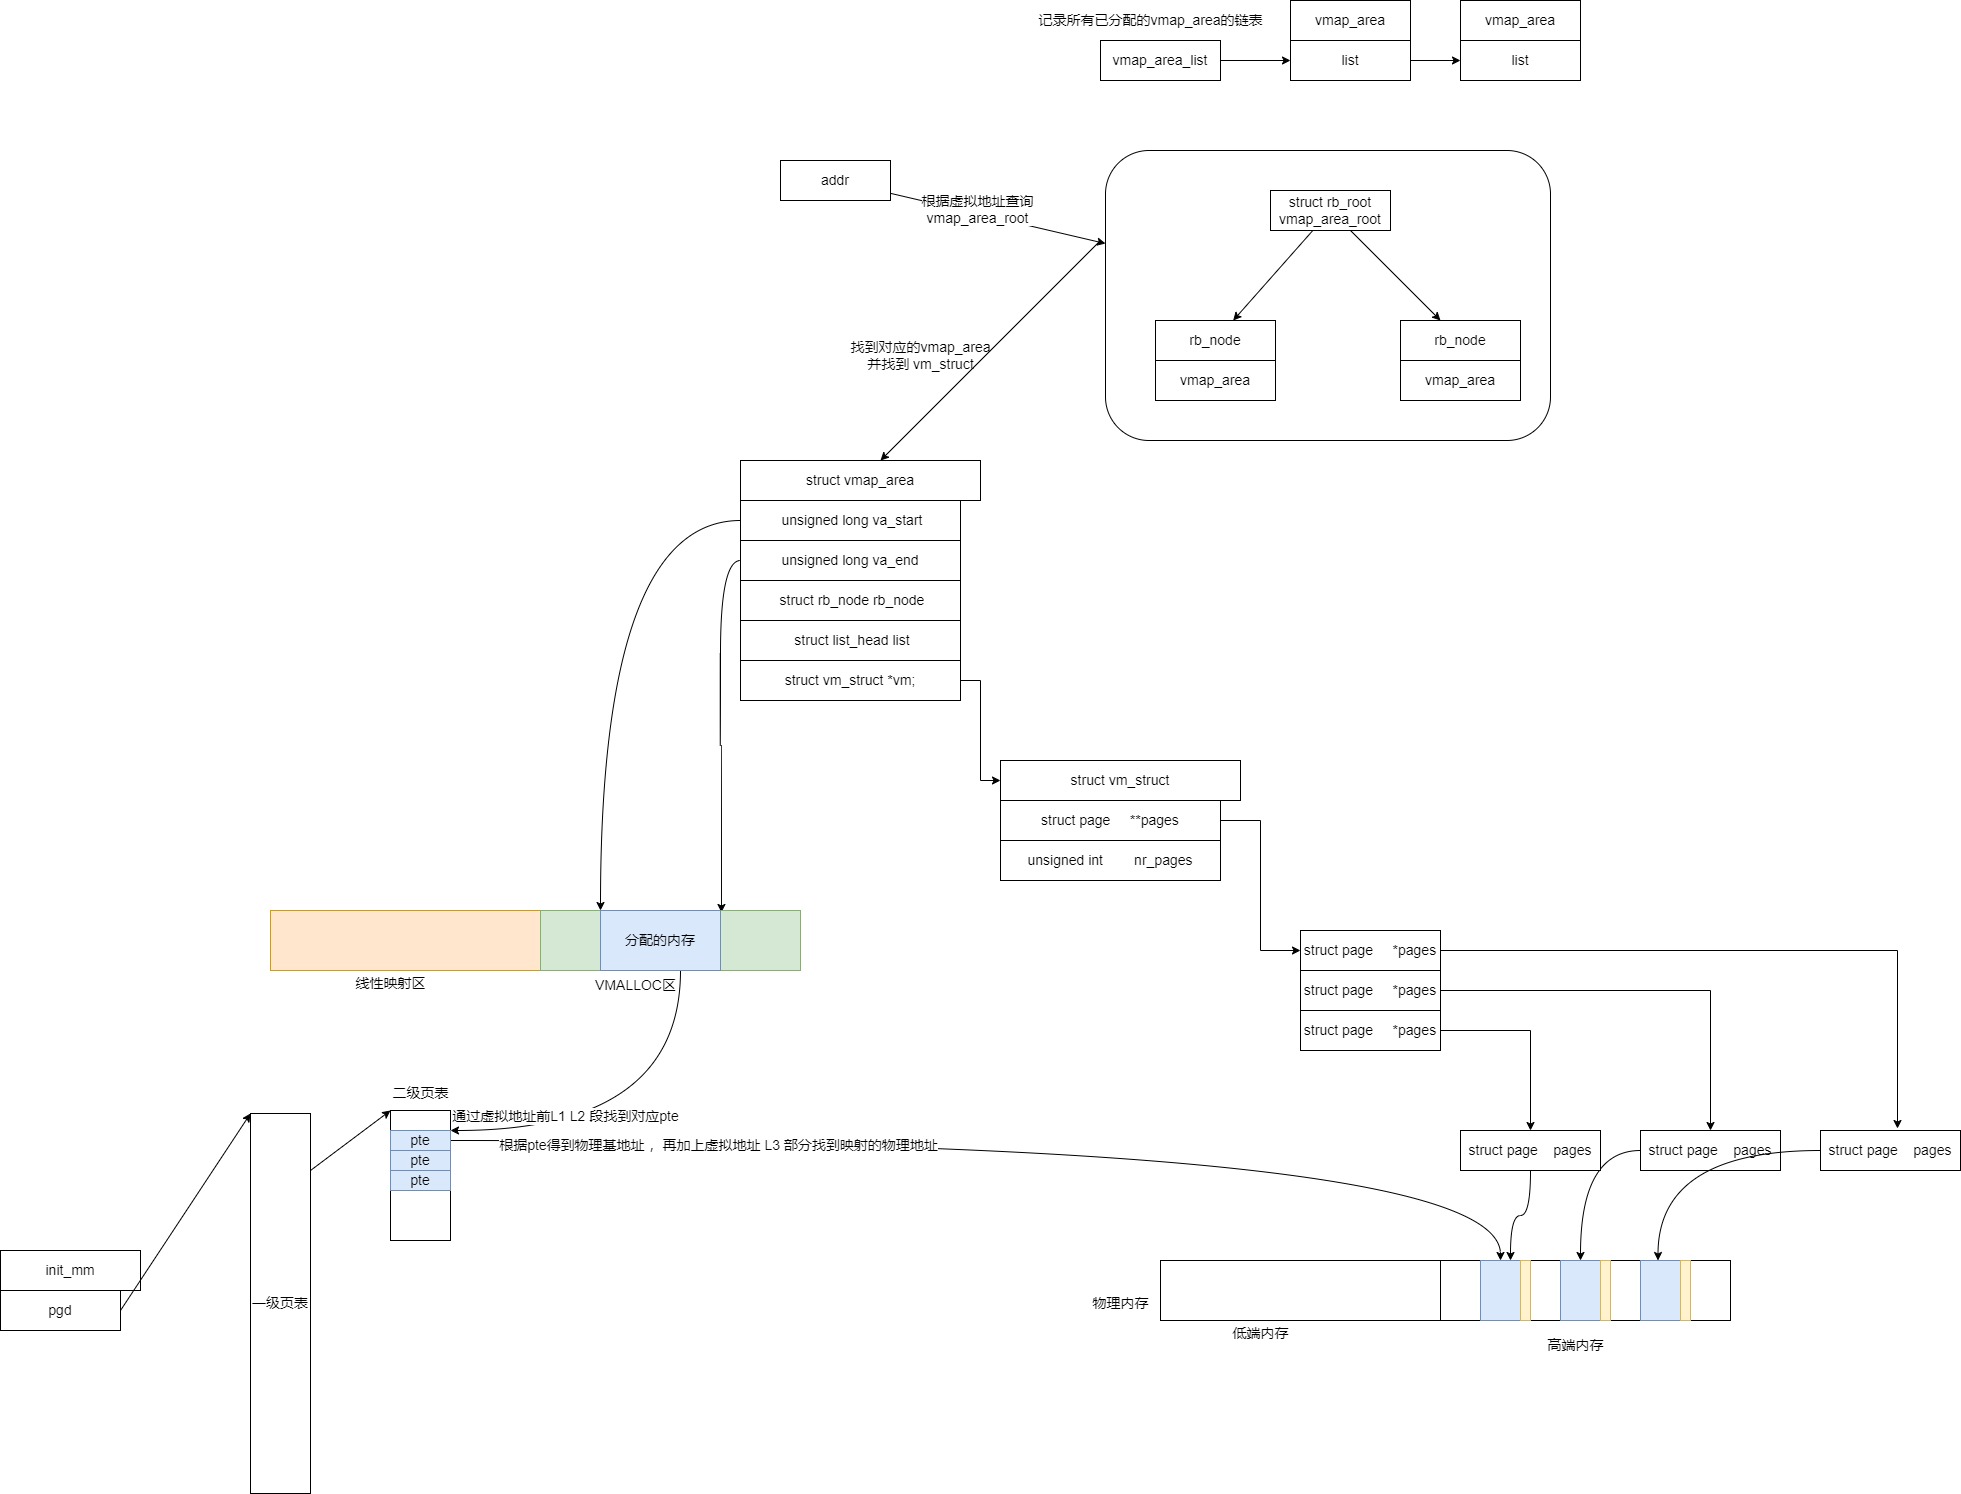 记录所有已分配的vmap_area的链表
vmap_area_list
vmap_area
list
vmap_area
list
addr
根据虚拟地址查询
vmap_area_root
struct rb_root
vmap_area_root
rb_node
vmap_area
rb_node
vmap_area
找到对应的vmap_area
并找到 vm_struct
struct vmap_area
unsigned long va_start
unsigned long va_end
struct rb_node rb_node
struct list_head list
struct vm_struct *vm;
struct vm_struct
struct page **pages
unsigned int nr_pages
分配的内存
线性映射区
VMALLOC区
struct page *pages
struct page *pages
struct page *pages
二级页表
通过虚拟地址前L1 L2 段找到对应pte
pte
pte
pte
根据pte得到物理基地址 ，再加上虚拟地址 L3 部分找到映射的物理地址
struct page pages
struct page pages
struct page pages
init_mm
pgd
一级页表
物理内存
低端内存
高端内存